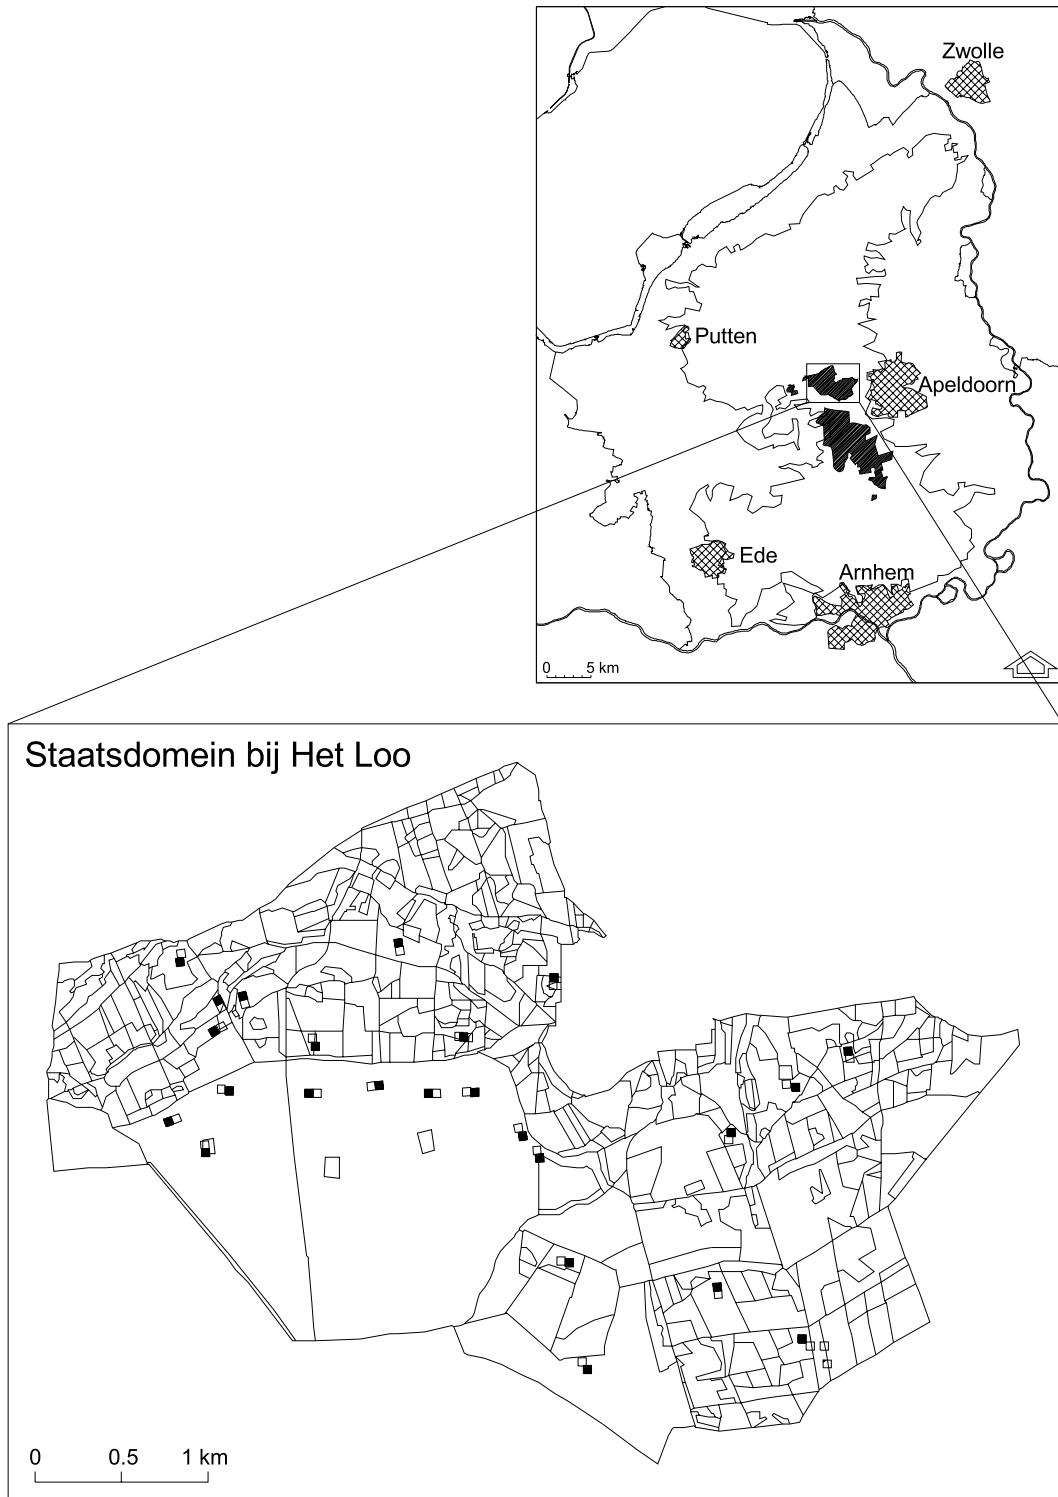 Zwolle
Putten
Apeldoorn
Ede
Arnhem
0 5 km
Staatsdomein bij Het Loo
0 0.5 1 km